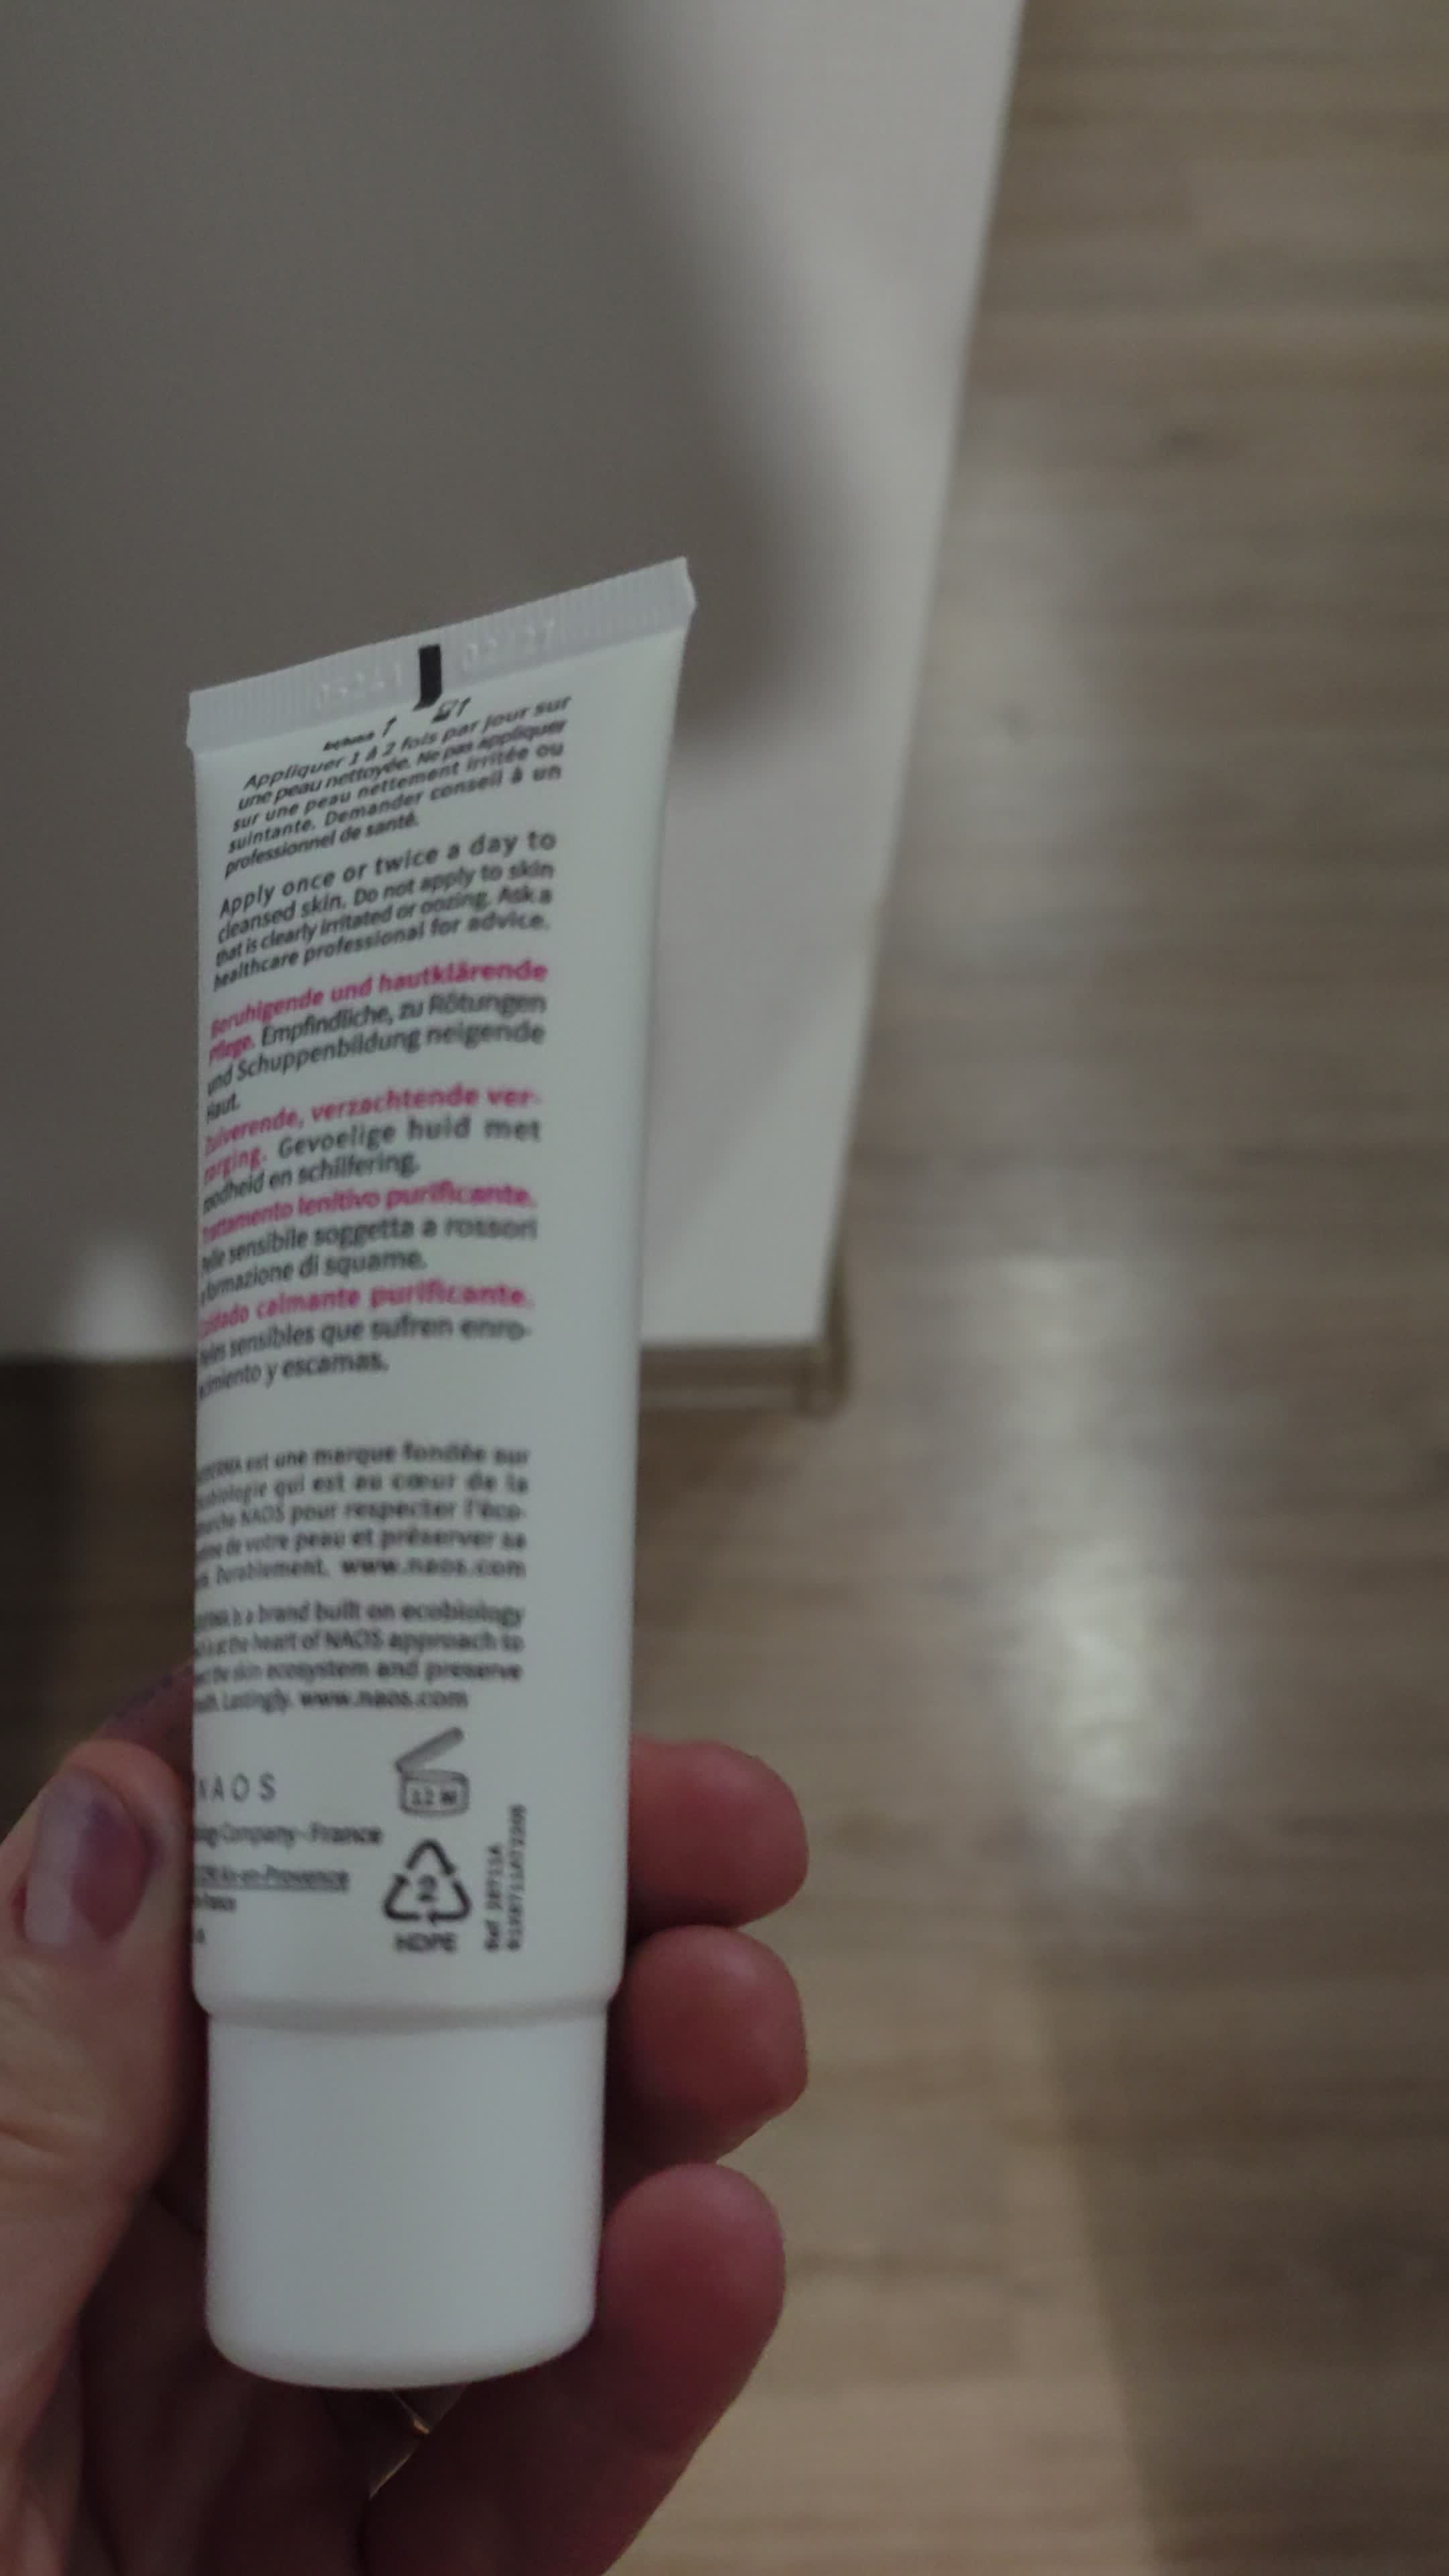 02/27
Appliquer 1 à 2 fois par jour sur
une peau nettoyée. Ne pas appliquer
sur une peau nettement irritée ou
suintante. Demander conseil à un
professionnel de santé.
Apply once or twice a day to
cleansed skin. Do not apply to skin
that is clearly irritated or oozing. Ask a
healthcare professional for advice.
Beruhigende und hautklärende
Pflege. Empfindliche, zu Rötungen
und Schuppenbildung neigende
Haut.
Zuiverende, verzachtende ver-
zorging. Gevoelige huid met
roodheid en schilfering.
Trattamento lenitivo purificante.
Pelle sensibile soggetta a rossori
e formazione di squame.
Cuidado calmante purificante.
Pieles sensibles que sufren enro-
jecimiento y escamas.
est une marque fondée sur
qui est au cœur de la
NAOS pour respecter l'éco-
de votre peau et préserver sa
Durablement. www.naos.com
is a brand built on ecobiology
at the heart of NAOS approach to
the skin ecosystem and preserve
Lastingly. www.naos.com
NAOS
12 M
Company - France
Aix-en-Provence
2
HDPE